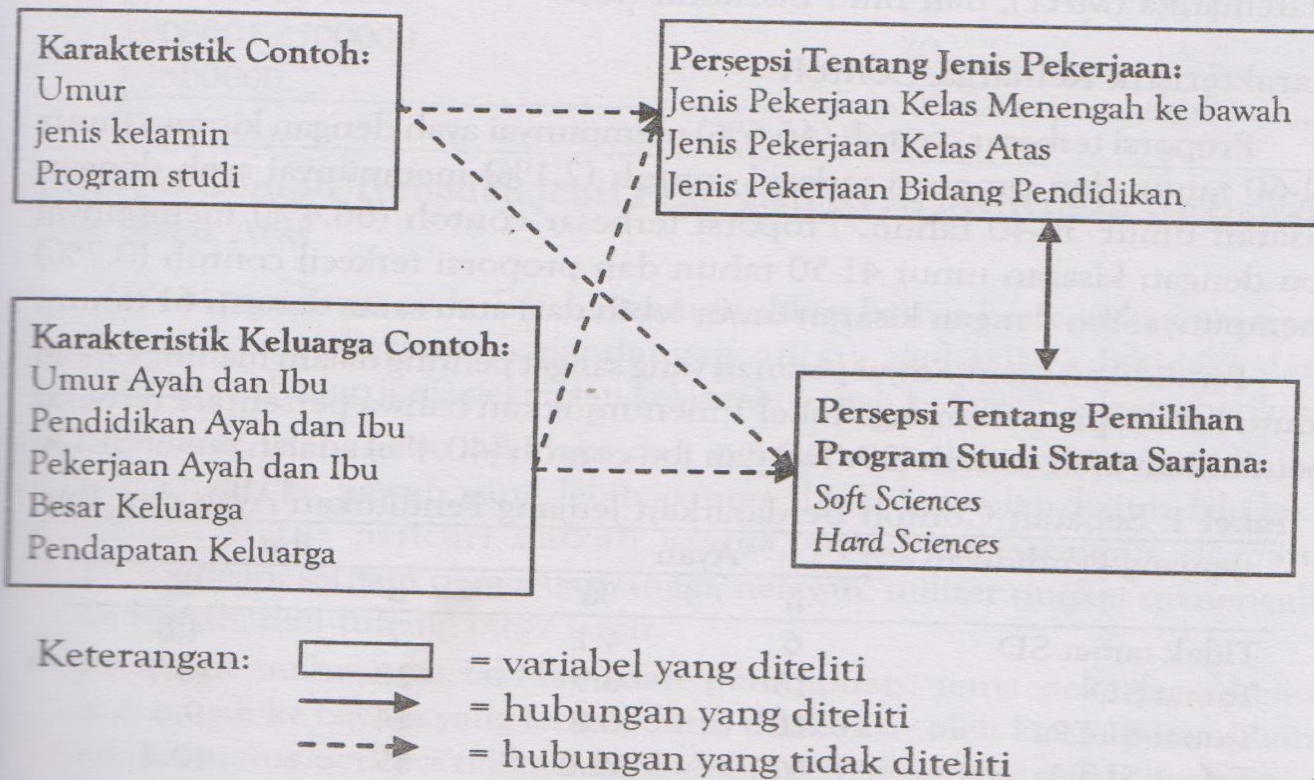 Karakteristik Contoh:
Umur
jenis kelamin
Program studi
Persepsi Tentang Jenis Pekerjaan:
Jenis Pekerjaan Kelas Menengah ke bawah
Jenis Pekerjaan Kelas Atas
Jenis Pekerjaan Bidang Pendidikan
Karakteristik Keluarga Contoh:
Umur Ayah dan Ibu
Pendidikan Ayah dan Ibu
Pekerjaan Ayah dan Ibu
Besar Keluarga
Pendapatan Keluarga
Persepsi Tentang Pemilihan
Program Studi Strata Sarjana:
Soft Sciences
Hard Sciences
Keterangan:
= variabel yang diteliti
= hubungan yang diteliti
= hubungan yang tidak diteliti